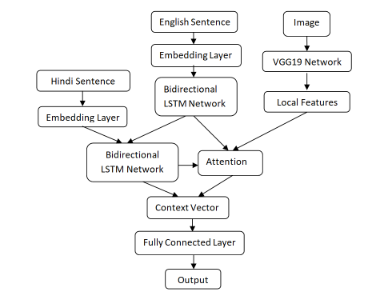 English Sentence
Image
Embedding Layer
VGG19 Network
Hindi Sentence
Bidirectional
LSTM Network
Local Features
Embedding Layer
Bidirectional
LSTM Network
Attention
Context Vector
Fully Connected Layer
Output